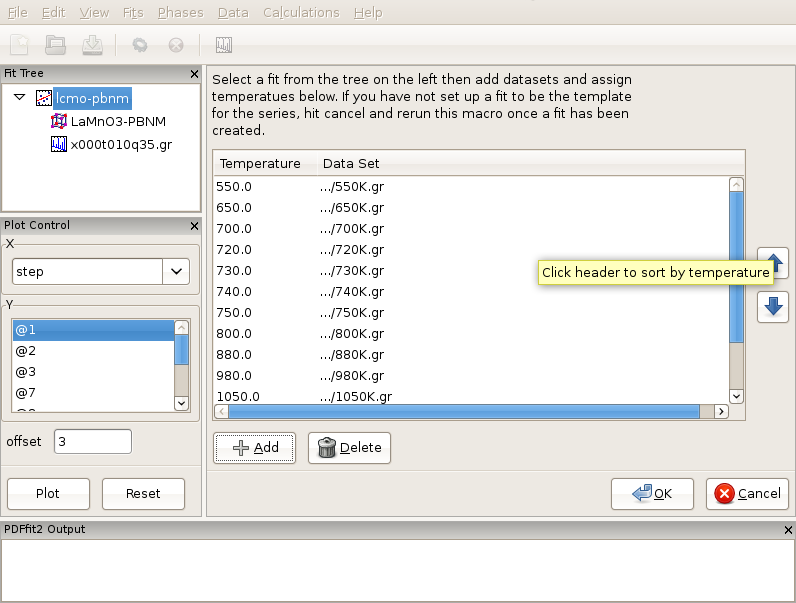 File Edit View Fits Phases Data Calculations Help
Fit Tree
lcmo-pbnm
LaMnO3-PBNM
x000t010q35.gr
Plot Control
X
step
Y
@1
@2
@3
@7
offset 3
Plot Reset
Select a fit from the tree on the left then add datasets and assign
temperatues below. If you have not set up a fit to be the template
for the series, hit cancel and rerun this macro once a fit has been
created.
Temperature Data Set
550.0 .../550K.gr
650.0 .../650K.gr
700.0 .../700K.gr
720.0 .../720K.gr
730.0 .../730K.gr
740.0 .../740K.gr
750.0 .../750K.gr
800.0 .../800K.gr
880.0 .../880K.gr
980.0 .../980K.gr
1050.0 .../1050K.gr
Click header to sort by temperature
Add Delete
OK Cancel
PDFfit2 Output